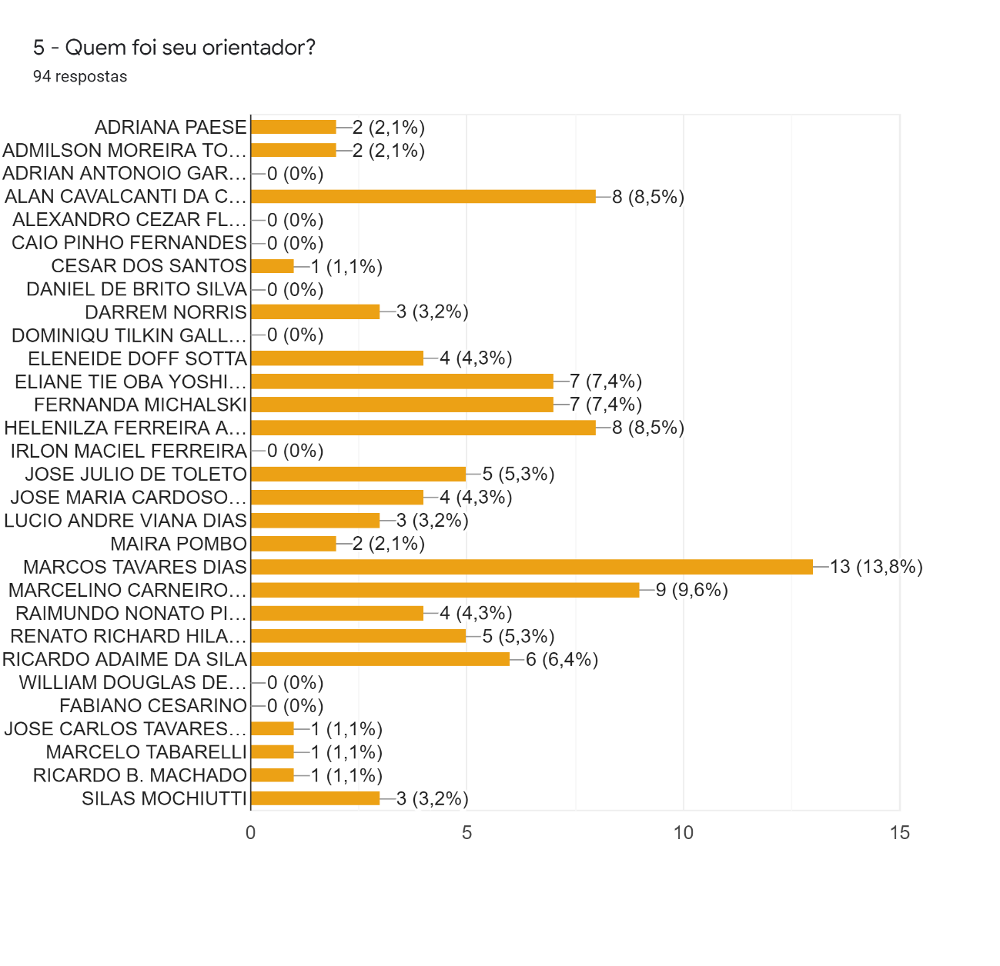 5 - Quem foi seu orientador?
94 respostas
ADRIANA PAESE 2 (2,1%)
ADMILSON MOREIRA TO… 2 (2,1%)
ADRIAN ANTONOIO GAR… 0 (0%)
ALAN CAVALCANTI DA C… 8 (8,5%)
ALEXANDRO CEZAR FL… 0 (0%)
CAIO PINHO FERNANDES 0 (0%)
CESAR DOS SANTOS 1 (1,1%)
DANIEL DE BRITO SILVA 0 (0%)
DARREM NORRIS 3 (3,2%)
DOMINIQU TILKIN GALL… 0 (0%)
ELENEIDE DOFF SOTTA 4 (4,3%)
ELIANE TIE OBA YOSHI… 7 (7,4%)
FERNANDA MICHALSKI 7 (7,4%)
HELENILZA FERREIRA A… 8 (8,5%)
IRLON MACIEL FERREIRA 0 (0%)
JOSE JULIO DE TOLETO 5 (5,3%)
JOSE MARIA CARDOSO… 4 (4,3%)
LUCIO ANDRE VIANA DIAS 3 (3,2%)
MAIRA POMBO 2 (2,1%)
MARCOS TAVARES DIAS 13 (13,8%)
MARCELINO CARNEIRO… 9 (9,6%)
RAIMUNDO NONATO PI… 4 (4,3%)
RENATO RICHARD HILA… 5 (5,3%)
RICARDO ADAIME DA SILA 6 (6,4%)
WILLIAM DOUGLAS DE… 0 (0%)
FABIANO CESARINO 0 (0%)
JOSE CARLOS TAVARES… 1 (1,1%)
MARCELO TABARELLI 1 (1,1%)
RICARDO B. MACHADO 1 (1,1%)
SILAS MOCHIUTTI 3 (3,2%)
0 5 10 15